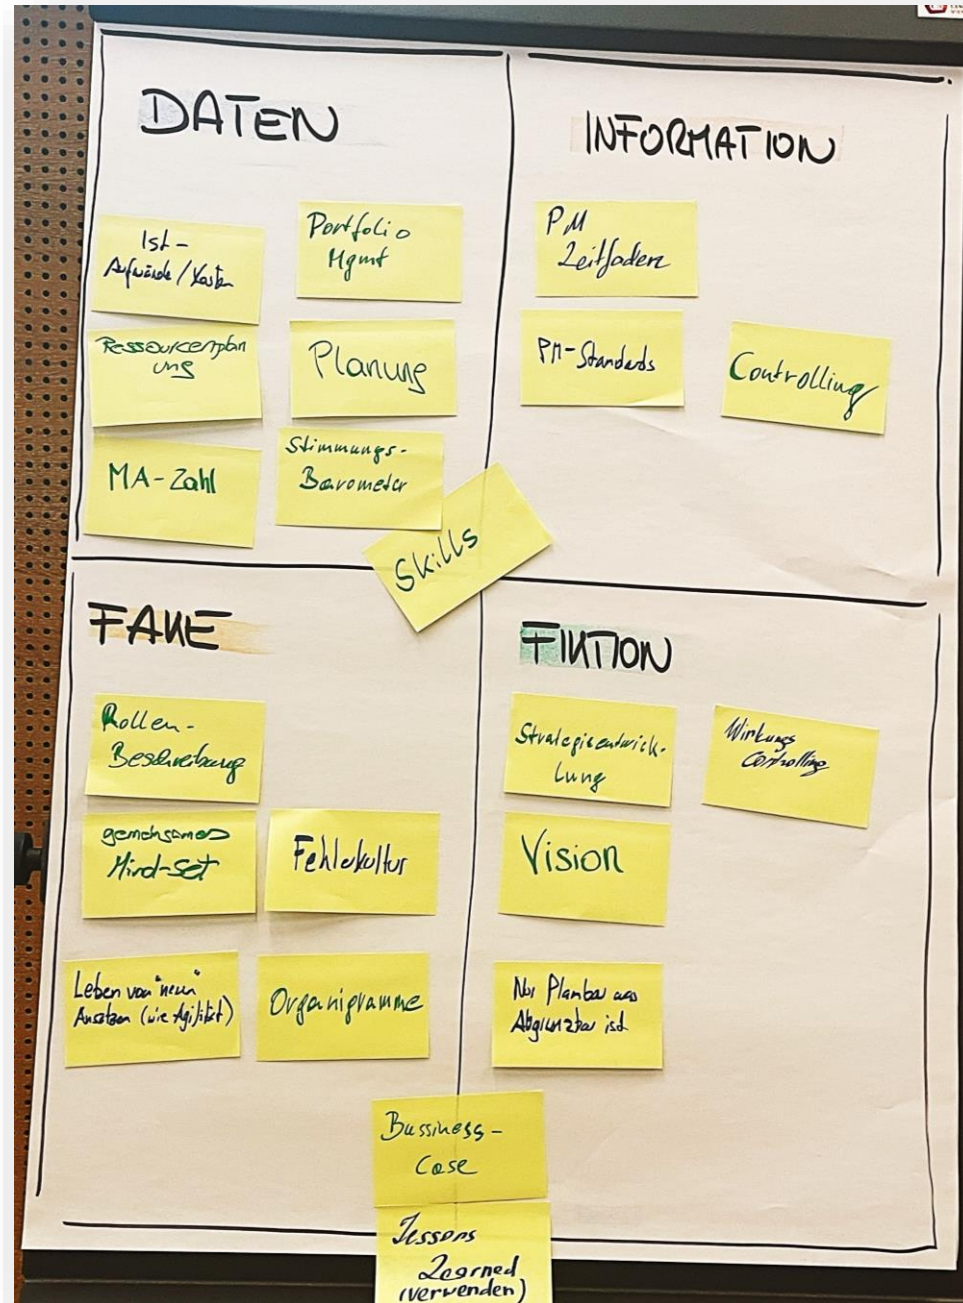 DATEN
Ist-
Aufwände/Kosten
Portfolio
Mgmt
Ressourcenplan
ung
Planung
MA-Zahl
Stimmungs-
Barometer
Skills
INFORMATION
PM
Leitfaden
PM-Standards
Controlling
FAKE
Rollen-
Beschreibung
gemeinsames
Mind-Set
Fehlerkultur
Leben von "neuen"
Ansätzen (wie Agilität)
Organigramme
FIKTION
Strategieentwick-
lung
Wirkungs
Controlling
Vision
Nur Planbar was
Abgrenzbar ist
Bussiness-
Case
Lessons
Learned
(verwenden)